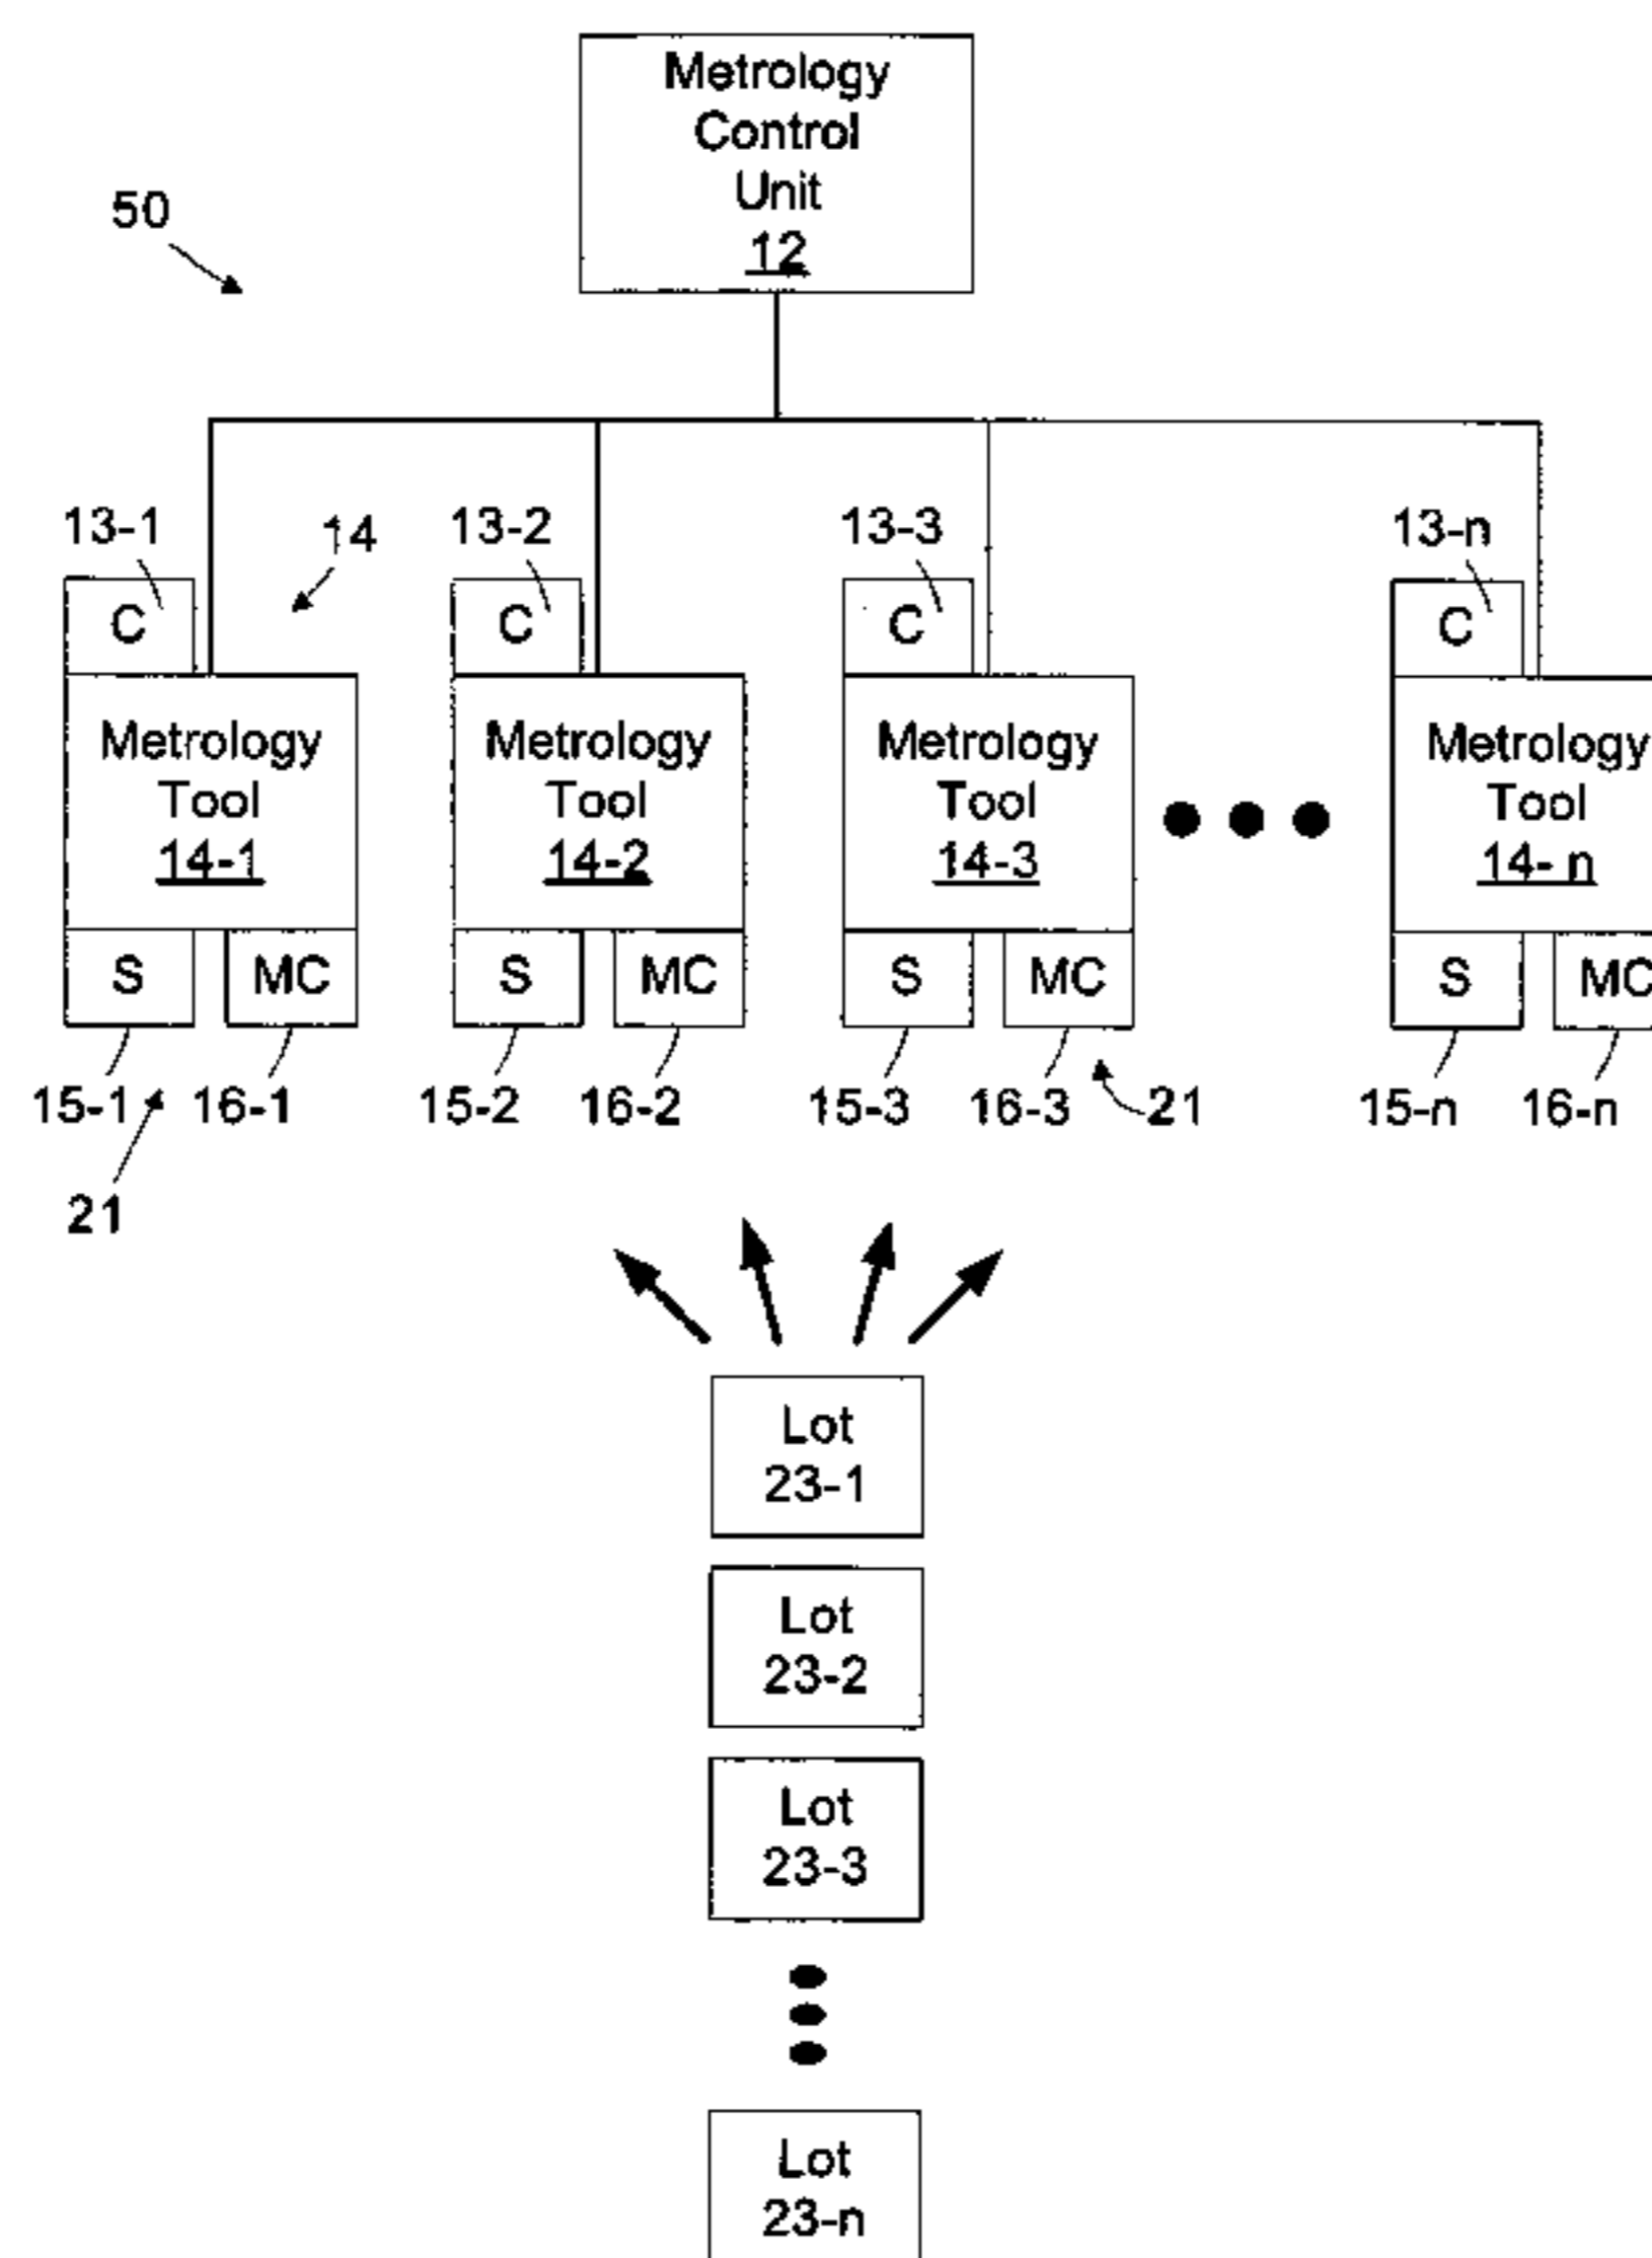 Metrology
Control
Unit
12
50
13-1
14
13-2
13-3
13-n
C
C
C
C
Metrology
Tool
14-1
Metrology
Tool
14-2
Metrology
Tool
14-3
Metrology
Tool
14-n
S
MC
S
MC
S
MC
S
MC
15-1
16-1
15-2
16-2
15-3
16-3
21
15-n
16-n
21
Lot
23-1
Lot
23-2
Lot
23-3
Lot
23-n